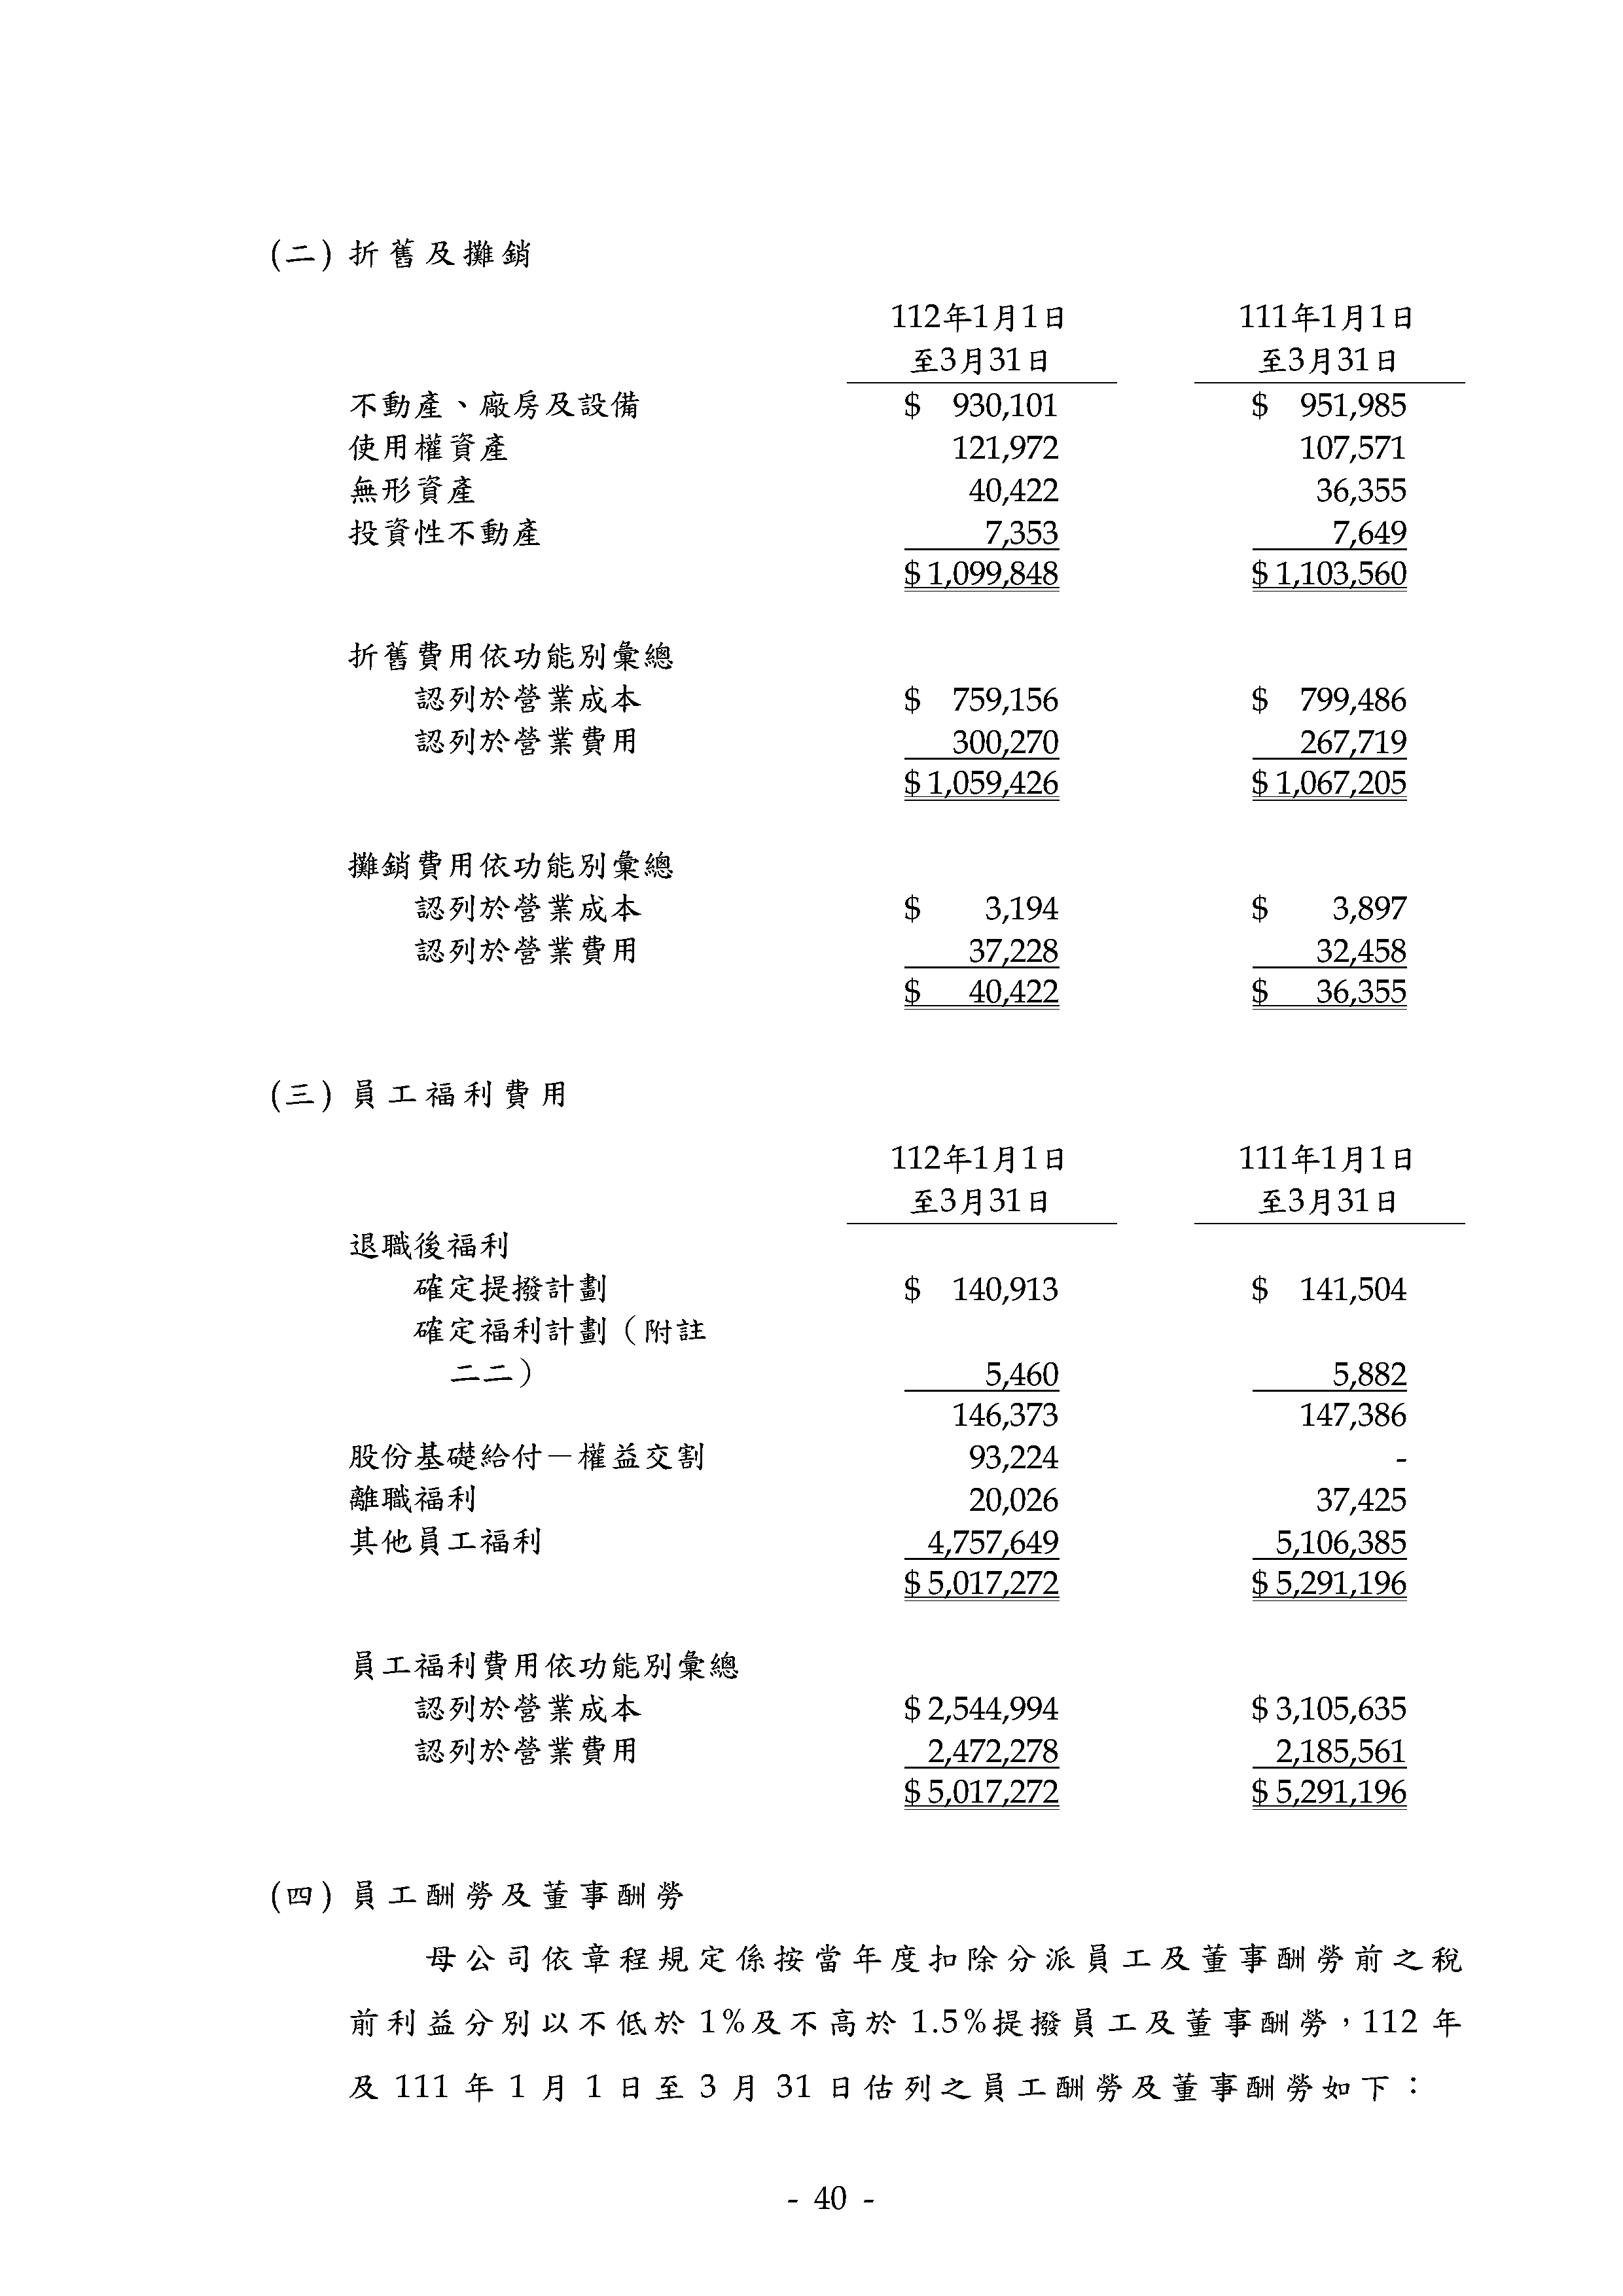 (二) 折舊及攤銷
112年1月1日 111年1月1日
至3月31日 至3月31日
不動產、廠房及設備 $ 930,101 $ 951,985
使用權資產 121,972 107,571
無形資產 40,422 36,355
投資性不動產 7,353 7,649
$ 1,099,848 $ 1,103,560
折舊費用依功能別彙總
認列於營業成本 $ 759,156 $ 799,486
認列於營業費用 300,270 267,719
$ 1,059,426 $ 1,067,205
攤銷費用依功能別彙總
認列於營業成本 $ 3,194 $ 3,897
認列於營業費用 37,228 32,458
$ 40,422 $ 36,355
(三) 員工福利費用
112年1月1日 111年1月1日
至3月31日 至3月31日
退職後福利
確定提撥計劃 $ 140,913 $ 141,504
確定福利計劃（附註
二二） 5,460 5,882
146,373 147,386
股份基礎給付－權益交割 93,224 -
離職福利 20,026 37,425
其他員工福利 4,757,649 5,106,385
$ 5,017,272 $ 5,291,196
員工福利費用依功能別彙總
認列於營業成本 $ 2,544,994 $ 3,105,635
認列於營業費用 2,472,278 2,185,561
$ 5,017,272 $ 5,291,196
(四) 員工酬勞及董事酬勞
母公司依章程規定係按當年度扣除分派員工及董事酬勞前之稅
前利益分別以不低於 1%及不高於 1.5%提撥員工及董事酬勞，112 年
及 111 年 1 月 1 日至 3 月 31 日估列之員工酬勞及董事酬勞如下：
- 40 -